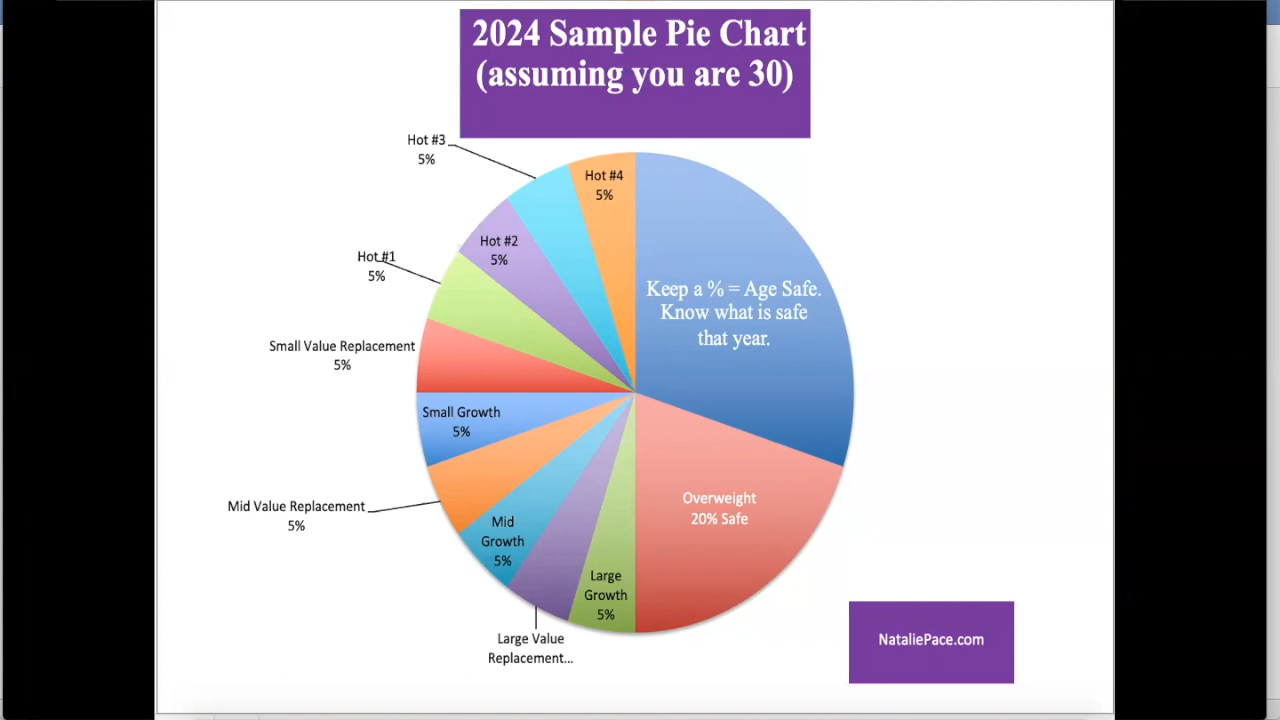 2024 Sample Pie Chart
(assuming you are 30)
Hot #3
5%
Hot #4
5%
Hot #2
5%
Hot #1
5%
Keep a % = Age Safe.
Know what is safe
that year.
Small Value Replacement
5%
Small Growth
5%
Mid Value Replacement
5%
Overweight
20% Safe
Mid
Growth
5%
Large
Growth
5%
Large Value
Replacement...
NataliePace.com